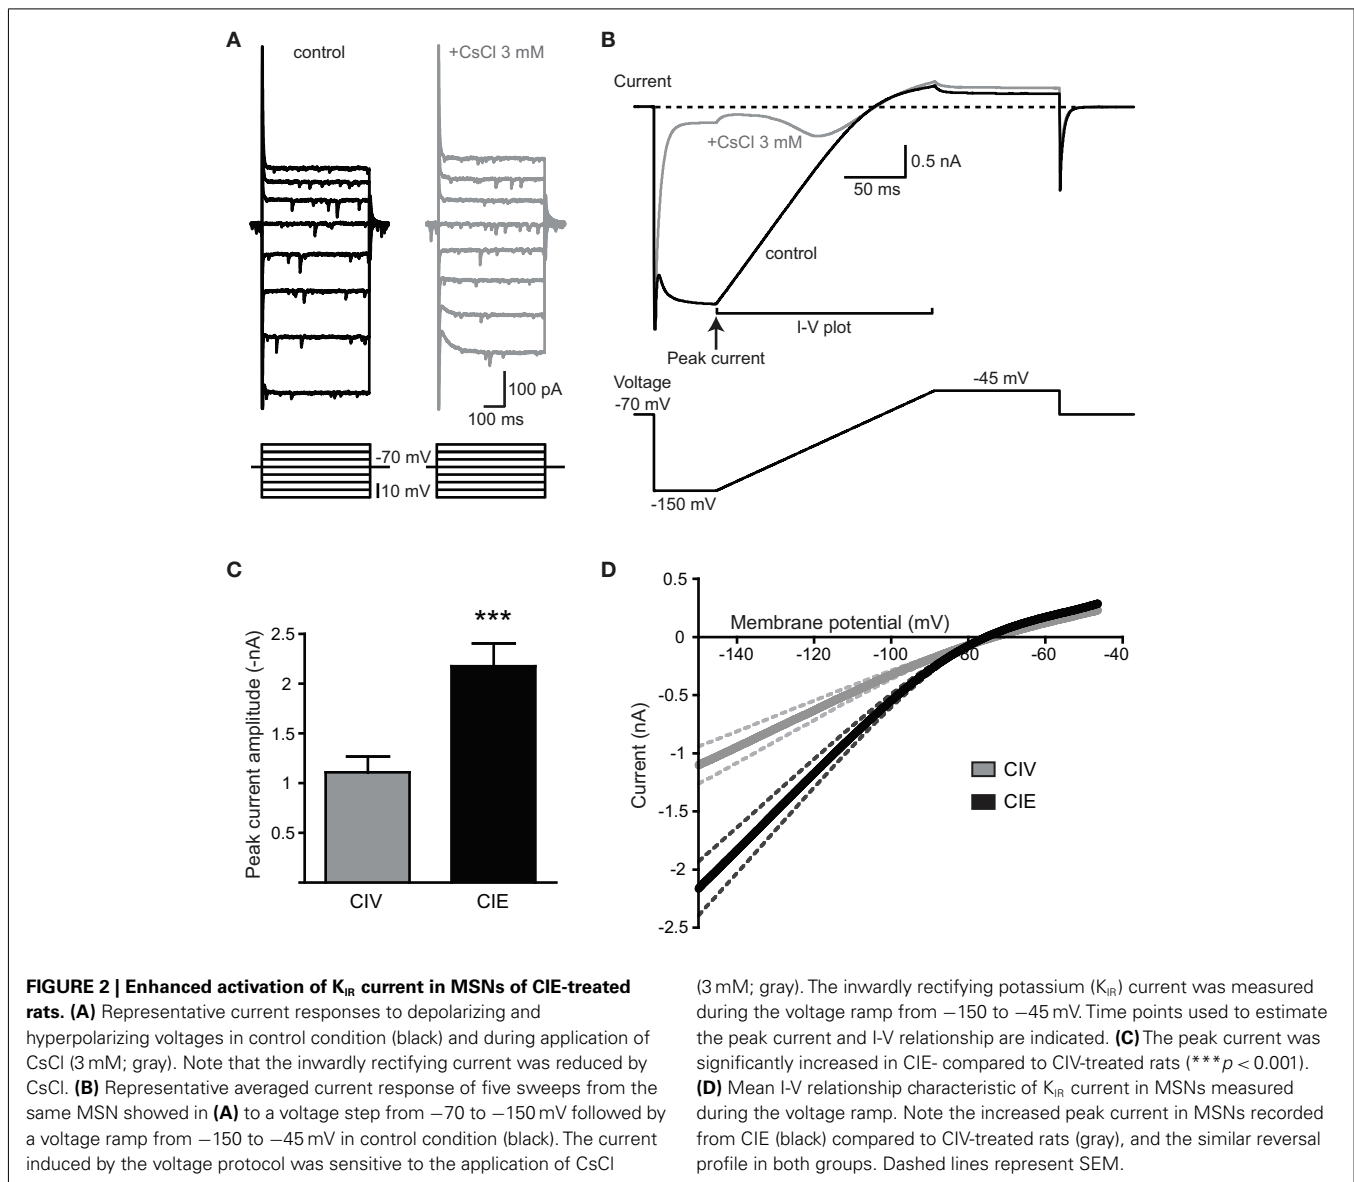 A
control
+CsCl 3 mM
100 pA
100 ms
-70 mV
10 mV
B
Current
+CsCl 3 mM
0.5 nA
50 ms
control
I-V plot
Peak current
Voltage
-70 mV
-45 mV
-150 mV
C
Peak current amplitude (-nA)
2.5
2
1.5
1
0.5
***
CIV
CIE
D
0.5
Membrane potential (mV)
0
-140
-120
-100
-80
-60
-40
-0.5
-1
-1.5
-2
-2.5
Current (nA)
CIV
CIE
FIGURE 2 | Enhanced activation of KIR current in MSNs of CIE-treated
rats. (A) Representative current responses to depolarizing and
hyperpolarizing voltages in control condition (black) and during application of
CsCl (3 mM; gray). Note that the inwardly rectifying current was reduced by
CsCl. (B) Representative averaged current response of five sweeps from the
same MSN showed in (A) to a voltage step from −70 to −150 mV followed by
a voltage ramp from −150 to −45 mV in control condition (black). The current
induced by the voltage protocol was sensitive to the application of CsCl
(3 mM; gray). The inwardly rectifying potassium (KIR) current was measured
during the voltage ramp from −150 to −45 mV. Time points used to estimate
the peak current and I-V relationship are indicated. (C) The peak current was
significantly increased in CIE- compared to CIV-treated rats (***p < 0.001).
(D) Mean I-V relationship characteristic of KIR current in MSNs measured
during the voltage ramp. Note the increased peak current in MSNs recorded
from CIE (black) compared to CIV-treated rats (gray), and the similar reversal
profile in both groups. Dashed lines represent SEM.